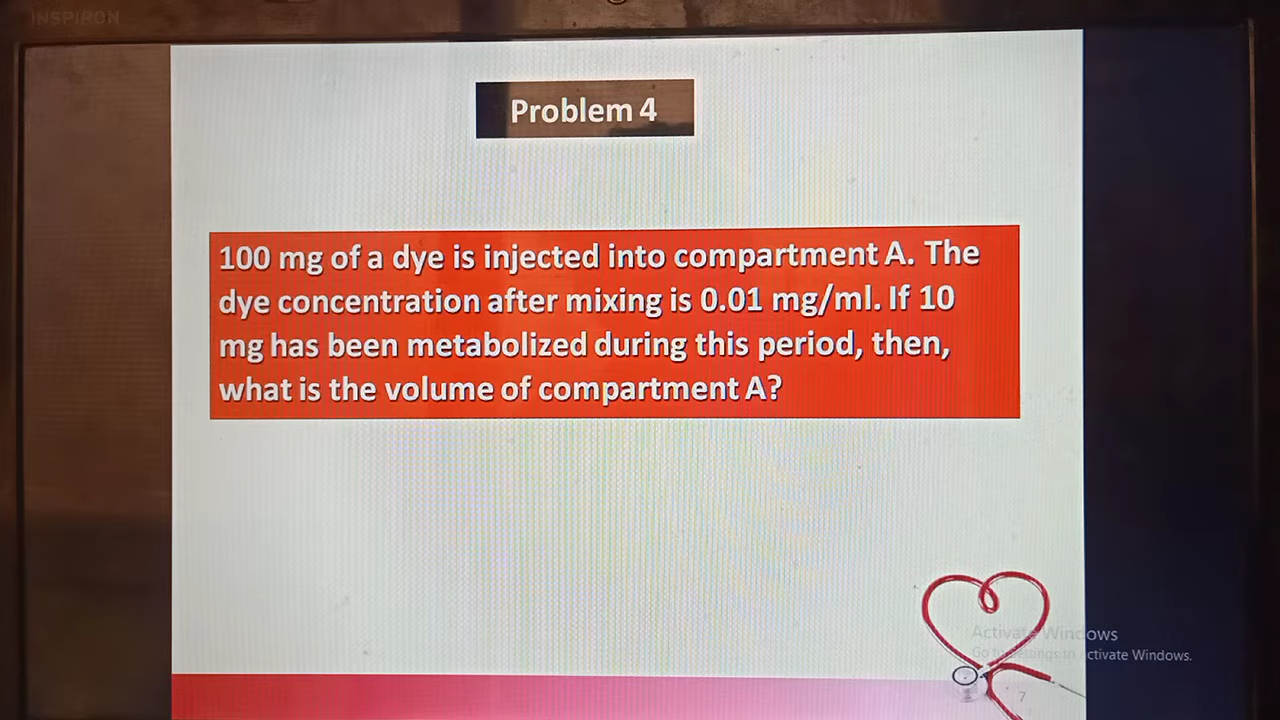 INSPIRON
Problem 4
100 mg of a dye is injected into compartment A. The
dye concentration after mixing is 0.01 mg/ml. If 10
mg has been metabolized during this period, then,
what is the volume of compartment A?
Activate Windows
Go to Settings to activate Windows.
7